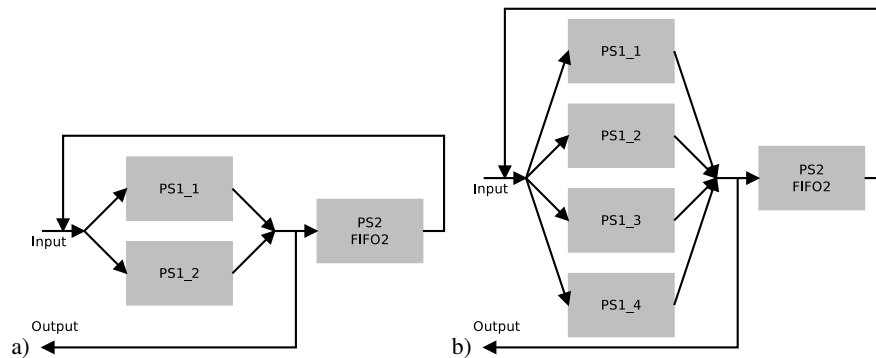 PS1_1
PS1_2
PS2
FIFO2
Input
Output
a)
PS1_1
PS1_2
PS1_3
PS1_4
PS2
FIFO2
Input
Output
b)